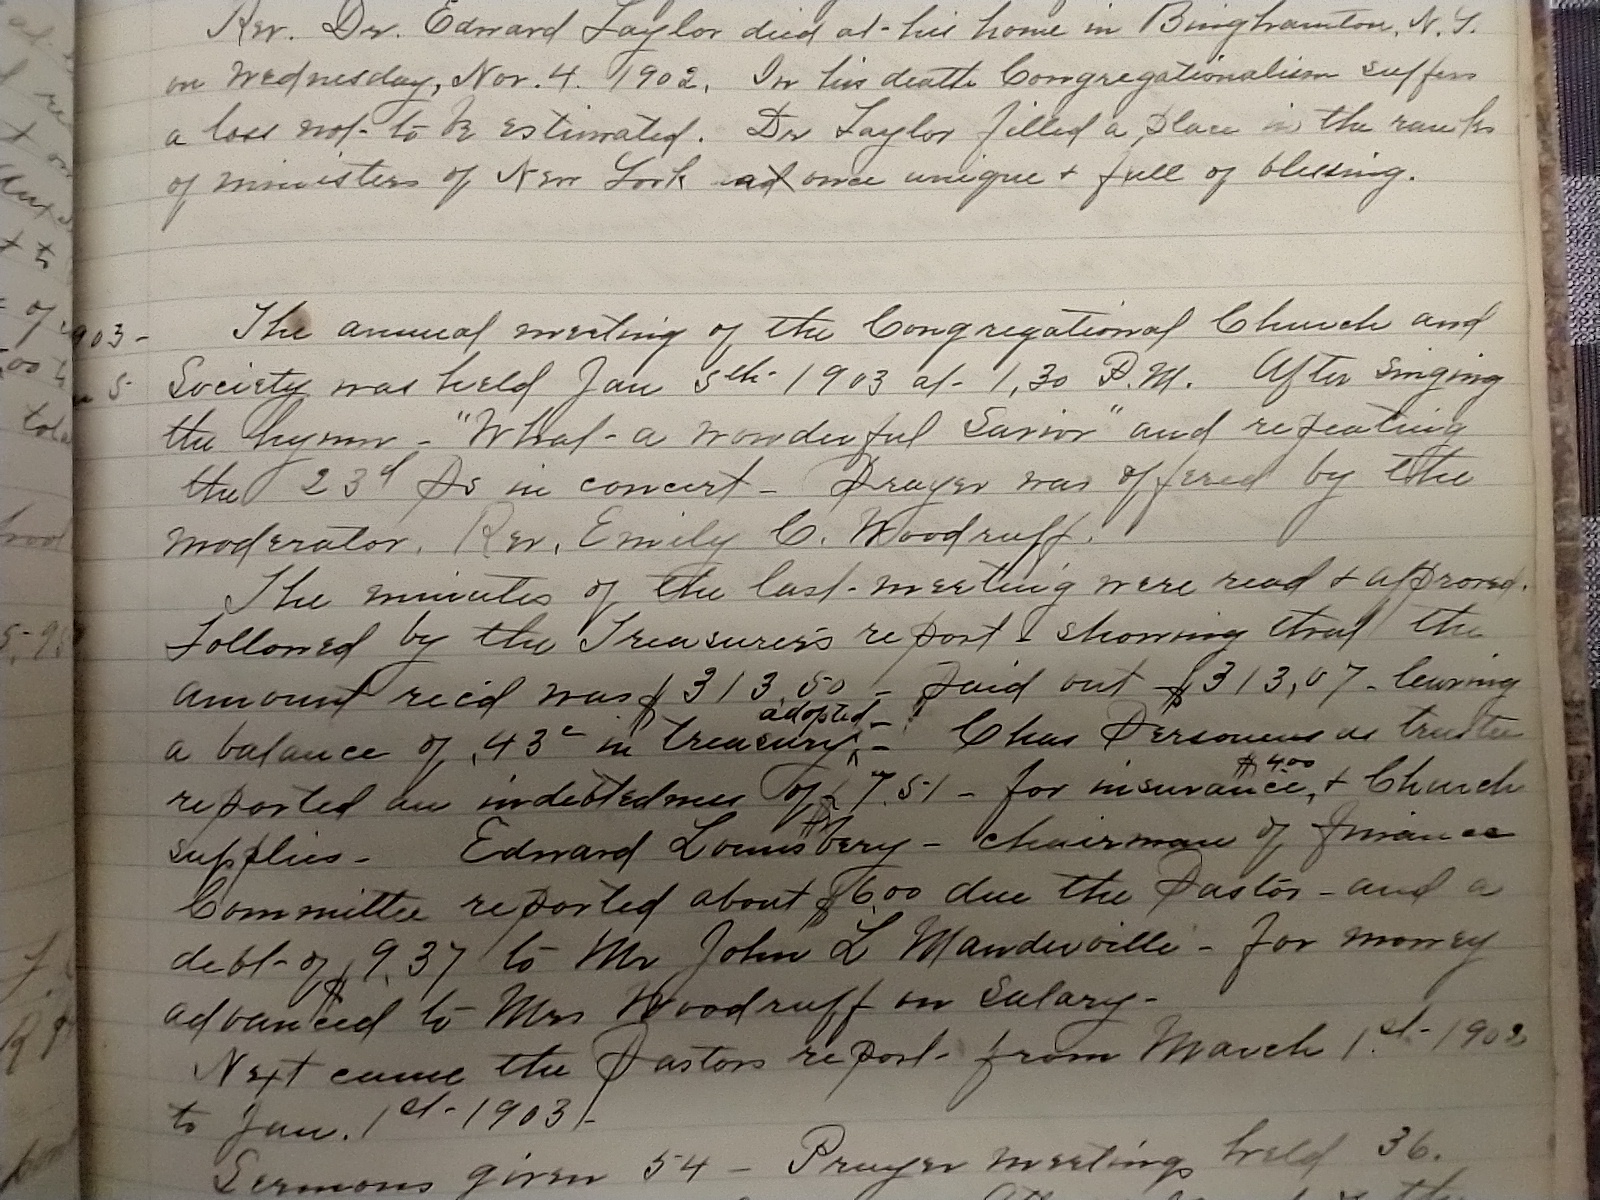 Rev. Dr. Edward Taylor died at his home in Binghamton, N.Y.
on Wednesday, Nov. 4. 1902. In his death Congregationalism suffers
a loss not to be estimated. Dr Taylor filled a place in the ranks
of ministers of New York at once unique + full of blessing.
1903 - The annual meeting of the Congregational Church and
Society was held Jan 5th 1903 at 1,30 P.M. After singing
the hymn - "What a wonderful Savior" and repeating
the 23d Ps in concert - Prayer was offered by the
moderator. Rev. Emily C. Woodruff.
The minutes of the last meeting were read + approved.
Followed by the Treasurer's report - showing that the
amount rec'd was $313,50 - paid out $313,07 - leaving
a balance of .43c in treasury, adopted - Chas Personeus as trustee
reported an indebtedness of $7.51 - for insurance, $4.00 + Church
supplies - Edward Lounsbery - chairman of finance
Committee reported about $6.00 due the Pastor - and a
debt of $9.37 to Mr John L Mandeville - for money
advanced to Mrs Woodruff on salary -
Next came the Pastors report - from March 1st - 1902
to Jan. 1st - 1903 -
Sermons given 54 - Prayer meetings held 36.